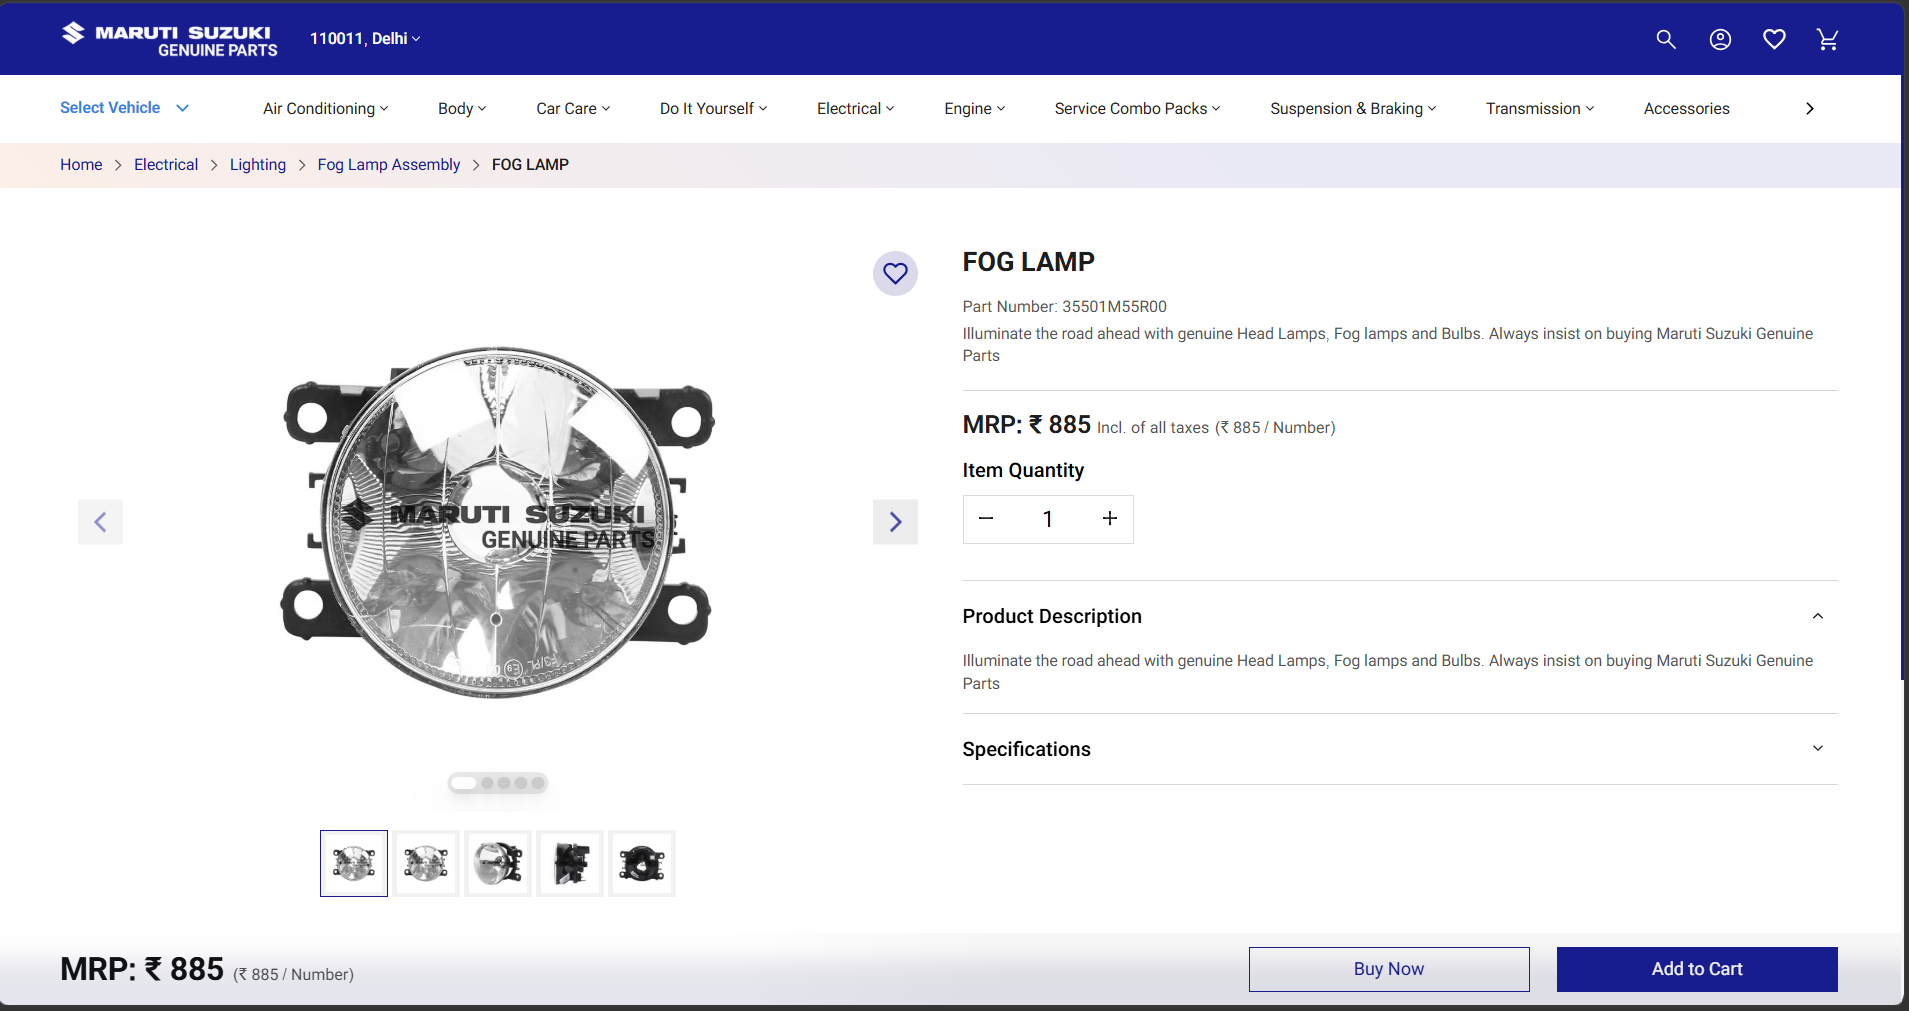 MARUTI SUZUKI
GENUINE PARTS
110011, Delhi
Select Vehicle
Air Conditioning
Body
Car Care
Do It Yourself
Electrical
Engine
Service Combo Packs
Suspension & Braking
Transmission
Accessories
Home > Electrical > Lighting > Fog Lamp Assembly > FOG LAMP
FOG LAMP
Part Number: 35501M55R00
Illuminate the road ahead with genuine Head Lamps, Fog lamps and Bulbs. Always insist on buying Maruti Suzuki Genuine
Parts
MRP: ₹ 885 Incl. of all taxes (₹ 885 / Number)
Item Quantity
− 1 +
MARUTI SUZUKI
GENUINE PARTS
Product Description
Illuminate the road ahead with genuine Head Lamps, Fog lamps and Bulbs. Always insist on buying Maruti Suzuki Genuine
Parts
Specifications
MRP: ₹ 885 (₹ 885 / Number)
Buy Now
Add to Cart